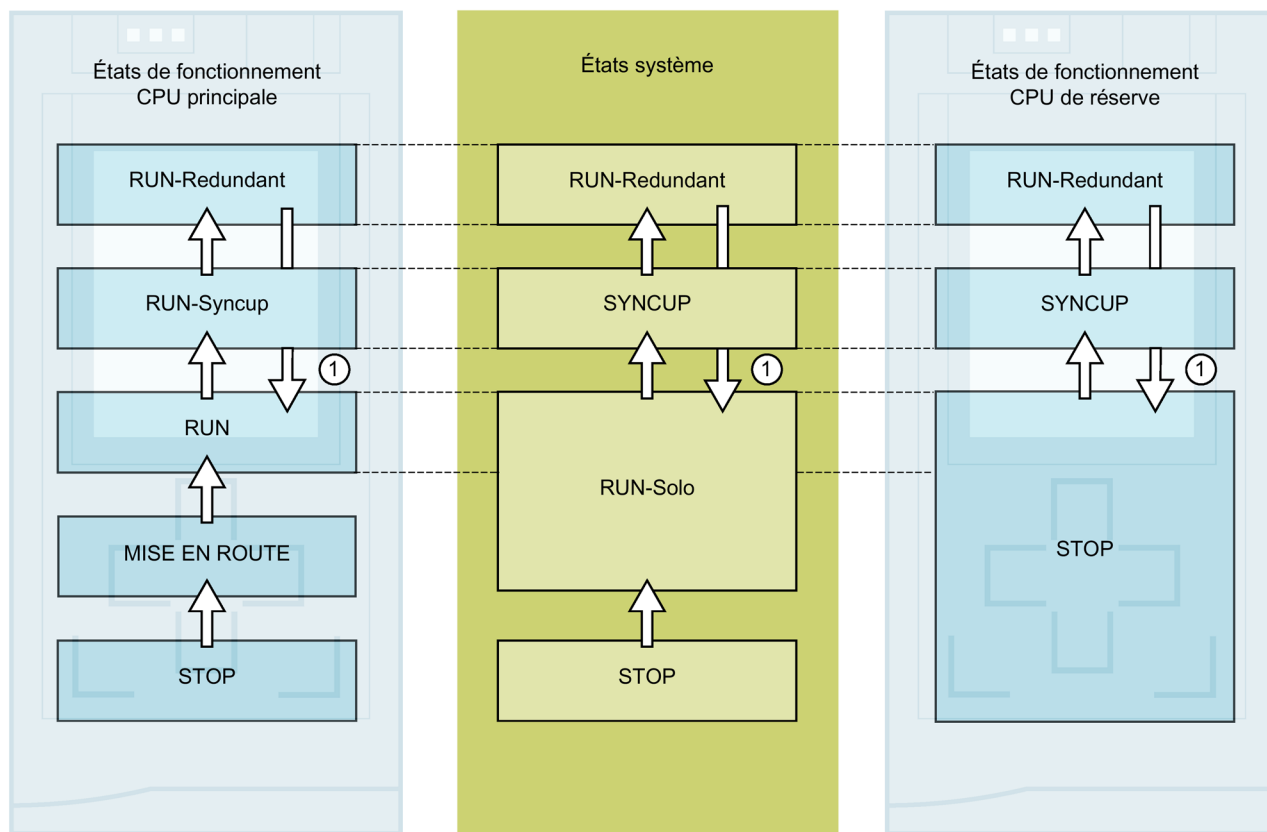 États de fonctionnement
CPU principale
RUN-Redundant
RUN-Syncup
1
RUN
MISE EN ROUTE
STOP
États système
RUN-Redundant
SYNCUP
1
RUN-Solo
STOP
États de fonctionnement
CPU de réserve
RUN-Redundant
SYNCUP
1
STOP